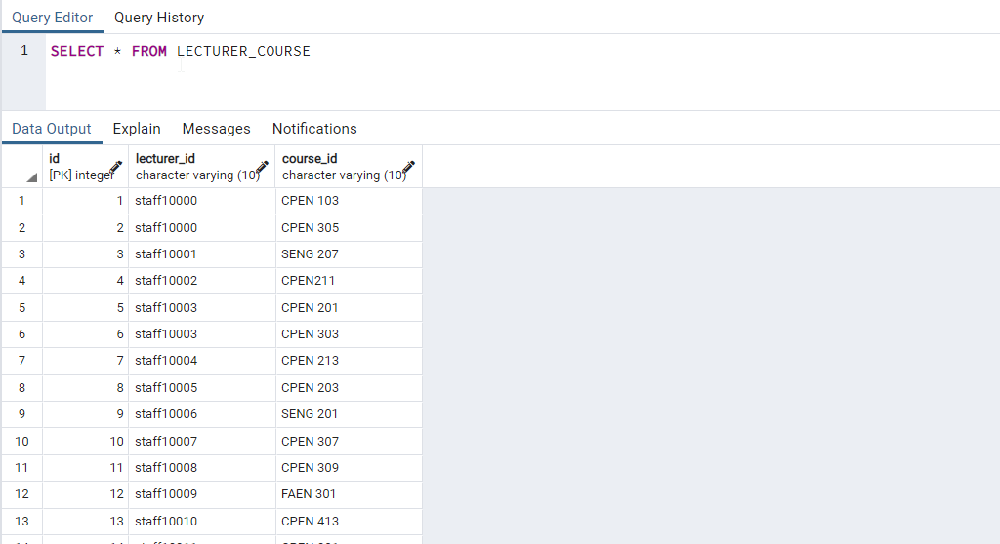 Query Editor Query History
1 SELECT * FROM LECTURER_COURSE
Data Output Explain Messages Notifications
id lecturer_id course_id
[PK] integer character varying (10) character varying (10)
1 1 staff10000 CPEN 103
2 2 staff10000 CPEN 305
3 3 staff10001 SENG 207
4 4 staff10002 CPEN211
5 5 staff10003 CPEN 201
6 6 staff10003 CPEN 303
7 7 staff10004 CPEN 213
8 8 staff10005 CPEN 203
9 9 staff10006 SENG 201
10 10 staff10007 CPEN 307
11 11 staff10008 CPEN 309
12 12 staff10009 FAEN 301
13 13 staff10010 CPEN 413